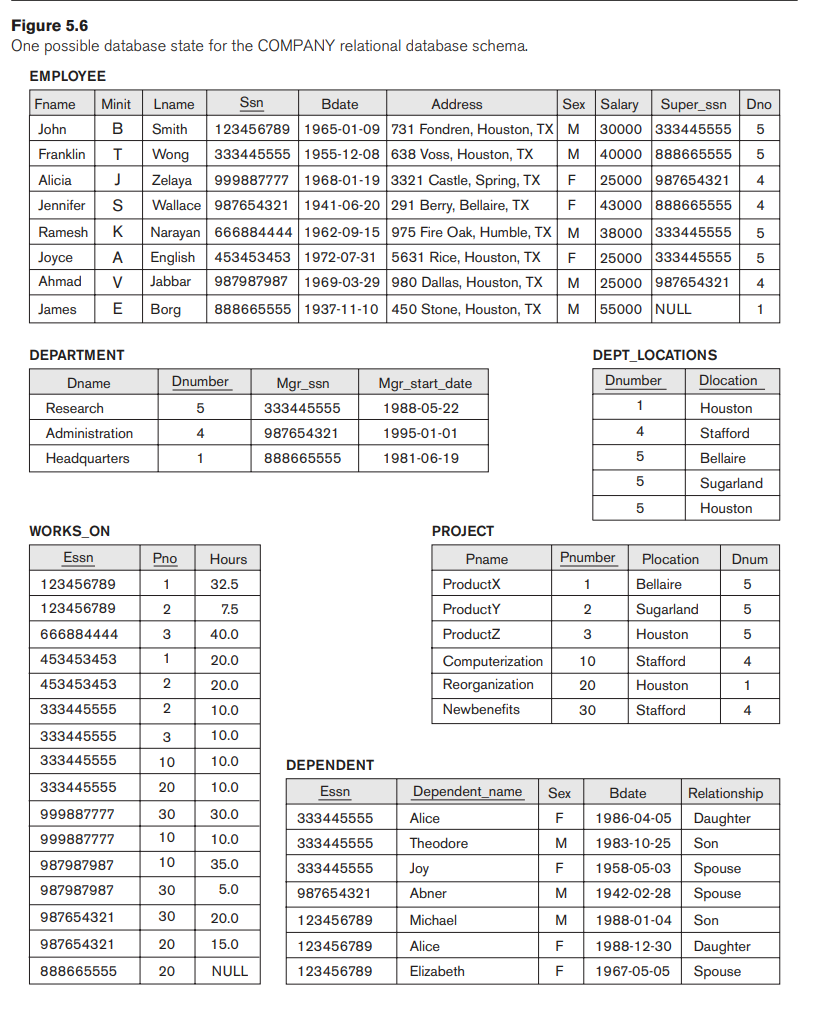 Figure 5.6
One possible database state for the COMPANY relational database schema.
EMPLOYEE
Fname Minit Lname Ssn Bdate Address Sex Salary Super_ssn Dno
John B Smith 123456789 1965-01-09 731 Fondren, Houston, TX M 30000 333445555 5
Franklin T Wong 333445555 1955-12-08 638 Voss, Houston, TX M 40000 888665555 5
Alicia J Zelaya 999887777 1968-01-19 3321 Castle, Spring, TX F 25000 987654321 4
Jennifer S Wallace 987654321 1941-06-20 291 Berry, Bellaire, TX F 43000 888665555 4
Ramesh K Narayan 666884444 1962-09-15 975 Fire Oak, Humble, TX M 38000 333445555 5
Joyce A English 453453453 1972-07-31 5631 Rice, Houston, TX F 25000 333445555 5
Ahmad V Jabbar 987987987 1969-03-29 980 Dallas, Houston, TX M 25000 987654321 4
James E Borg 888665555 1937-11-10 450 Stone, Houston, TX M 55000 NULL 1
DEPARTMENT
Dname Dnumber Mgr_ssn Mgr_start_date
Research 5 333445555 1988-05-22
Administration 4 987654321 1995-01-01
Headquarters 1 888665555 1981-06-19
DEPT_LOCATIONS
Dnumber Dlocation
1 Houston
4 Stafford
5 Bellaire
5 Sugarland
5 Houston
WORKS_ON
Essn Pno Hours
123456789 1 32.5
123456789 2 7.5
666884444 3 40.0
453453453 1 20.0
453453453 2 20.0
333445555 2 10.0
333445555 3 10.0
333445555 10 10.0
333445555 20 10.0
999887777 30 30.0
999887777 10 10.0
987987987 10 35.0
987987987 30 5.0
987654321 30 20.0
987654321 20 15.0
888665555 20 NULL
PROJECT
Pname Pnumber Plocation Dnum
ProductX 1 Bellaire 5
ProductY 2 Sugarland 5
ProductZ 3 Houston 5
Computerization 10 Stafford 4
Reorganization 20 Houston 1
Newbenefits 30 Stafford 4
DEPENDENT
Essn Dependent_name Sex Bdate Relationship
333445555 Alice F 1986-04-05 Daughter
333445555 Theodore M 1983-10-25 Son
333445555 Joy F 1958-05-03 Spouse
987654321 Abner M 1942-02-28 Spouse
123456789 Michael M 1988-01-04 Son
123456789 Alice F 1988-12-30 Daughter
123456789 Elizabeth F 1967-05-05 Spouse